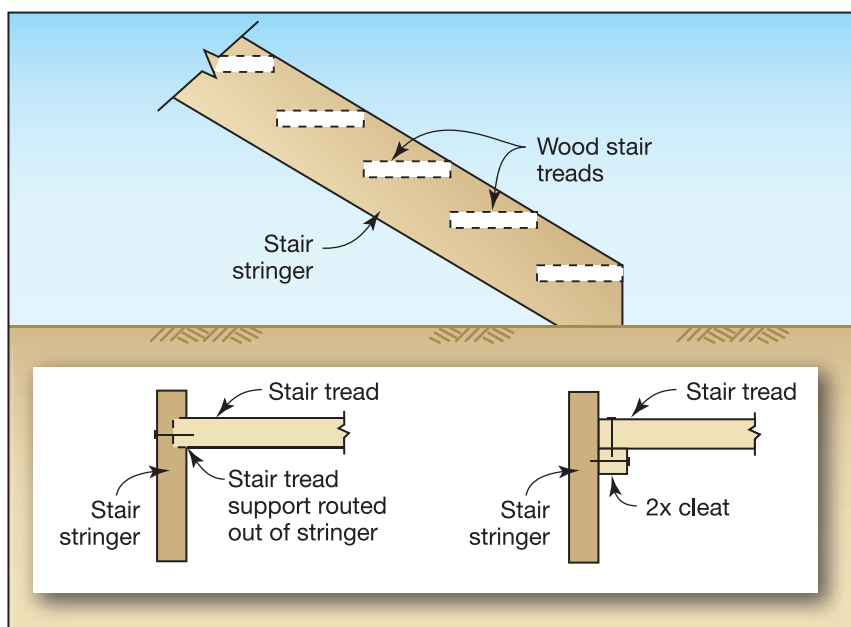 Wood stair
treads
Stair
stringer
Stair tread
Stair tread
support routed
out of stringer
Stair
stringer
Stair tread
2x cleat
Stair
stringer